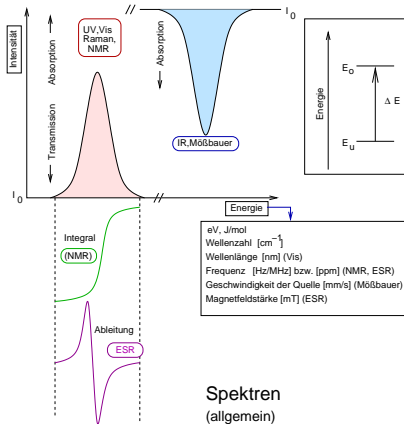 I0
UV,Vis
Raman,
NMR
Intensität
Absorption
Transmission
Absorption
IR,Mößbauer
Energie
Eo
Δ E
Eu
I0
Energie
eV, J/mol
Wellenzahl [cm−1]
Wellenlänge [nm] (Vis)
Frequenz [Hz/MHz] bzw. [ppm] (NMR, ESR)
Geschwindigkeit der Quelle [mm/s] (Mößbauer)
Magnetfeldstärke [mT] (ESR)
Integral
(NMR)
Ableitung
ESR
Spektren
(allgemein)